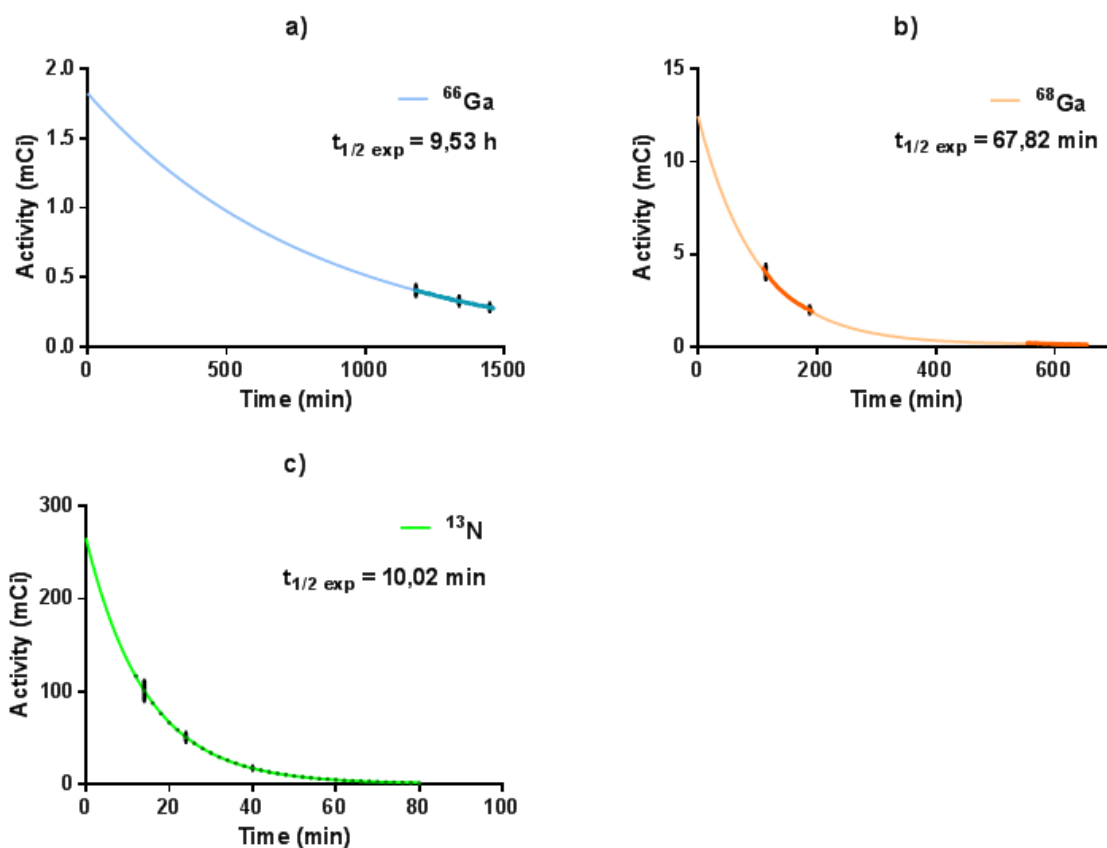 a)
2.0
1.5
1.0
0.5
0.0
Activity (mCi)
⁶⁶Ga
t1/2 exp = 9,53 h
0
500
1000
1500
Time (min)
b)
15
10
5
0
Activity (mCi)
⁶⁸Ga
t1/2 exp = 67,82 min
0
200
400
600
Time (min)
c)
300
200
100
0
Activity (mCi)
¹³N
t1/2 exp = 10,02 min
0
20
40
60
80
100
Time (min)